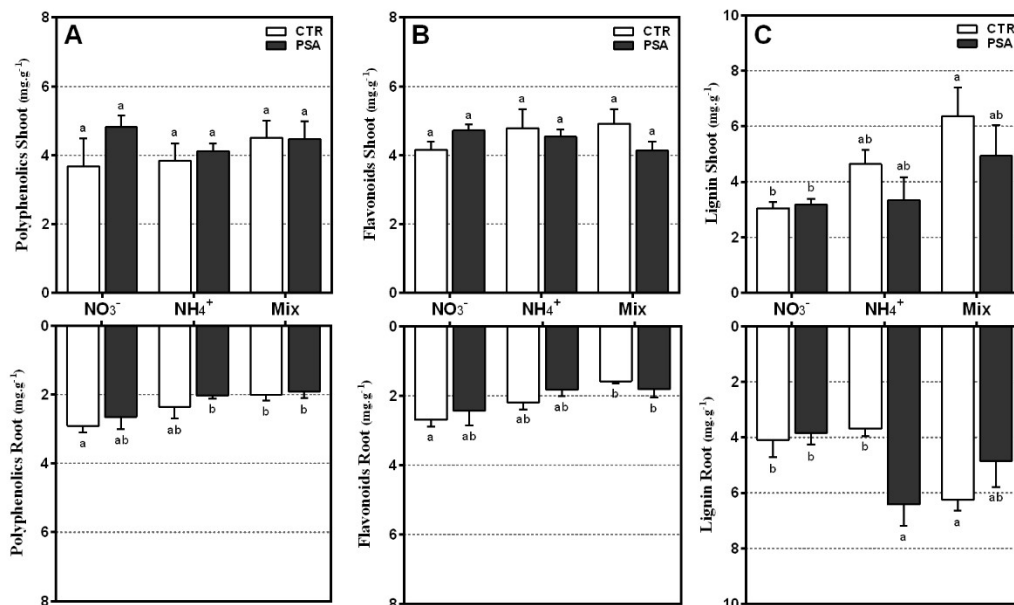 A
CTR
PSA
Polyphenolics Shoot (mg.g⁻¹)
8
6
4
2
0
a
a
a
a
a
a
NO₃⁻
NH₄⁺
Mix
Polyphenolics Root (mg.g⁻¹)
0
2
4
6
8
a
ab
ab
b
b
b
B
CTR
PSA
Flavonoids Shoot (mg.g⁻¹)
8
6
4
2
0
a
a
a
a
a
a
NO₃⁻
NH₄⁺
Mix
Flavonoids Root (mg.g⁻¹)
0
2
4
6
8
a
ab
ab
ab
b
b
C
CTR
PSA
Lignin Shoot (mg.g⁻¹)
10
8
6
4
2
0
b
b
ab
ab
a
ab
NO₃⁻
NH₄⁺
Mix
Lignin Root (mg.g⁻¹)
0
2
4
6
8
10
b
b
b
a
a
ab